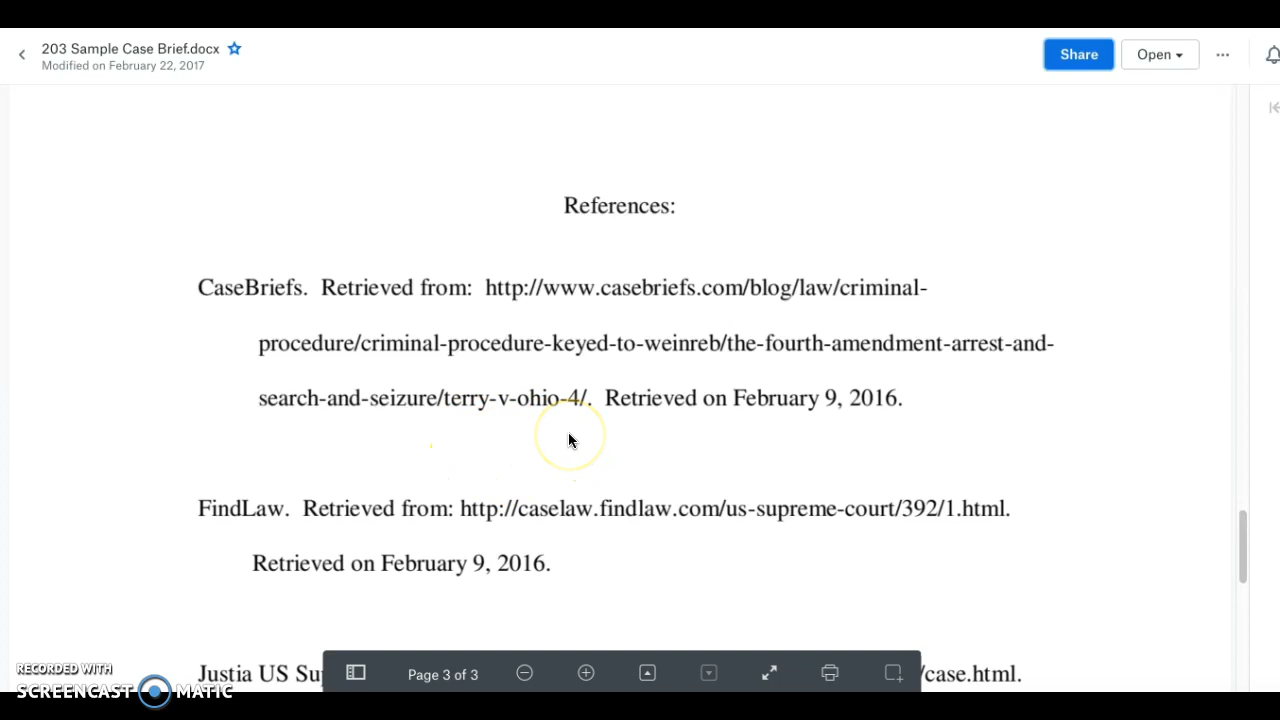 203 Sample Case Brief.docx
Modified on February 22, 2017
Share
Open
References:
CaseBriefs. Retrieved from: http://www.casebriefs.com/blog/law/criminal-
procedure/criminal-procedure-keyed-to-weinreb/the-fourth-amendment-arrest-and-
search-and-seizure/terry-v-ohio-4/. Retrieved on February 9, 2016.
FindLaw. Retrieved from: http://caselaw.findlaw.com/us-supreme-court/392/1.html.
Retrieved on February 9, 2016.
Justia US /case.html.
Page 3 of 3
RECORDED WITH
SCREENCAST MATIC